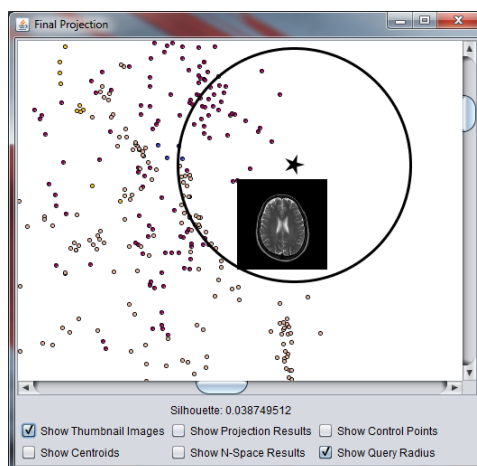 Final Projection
Silhouette: 0.038749512
Show Thumbnail Images Show Projection Results Show Control Points
Show Centroids Show N-Space Results Show Query Radius